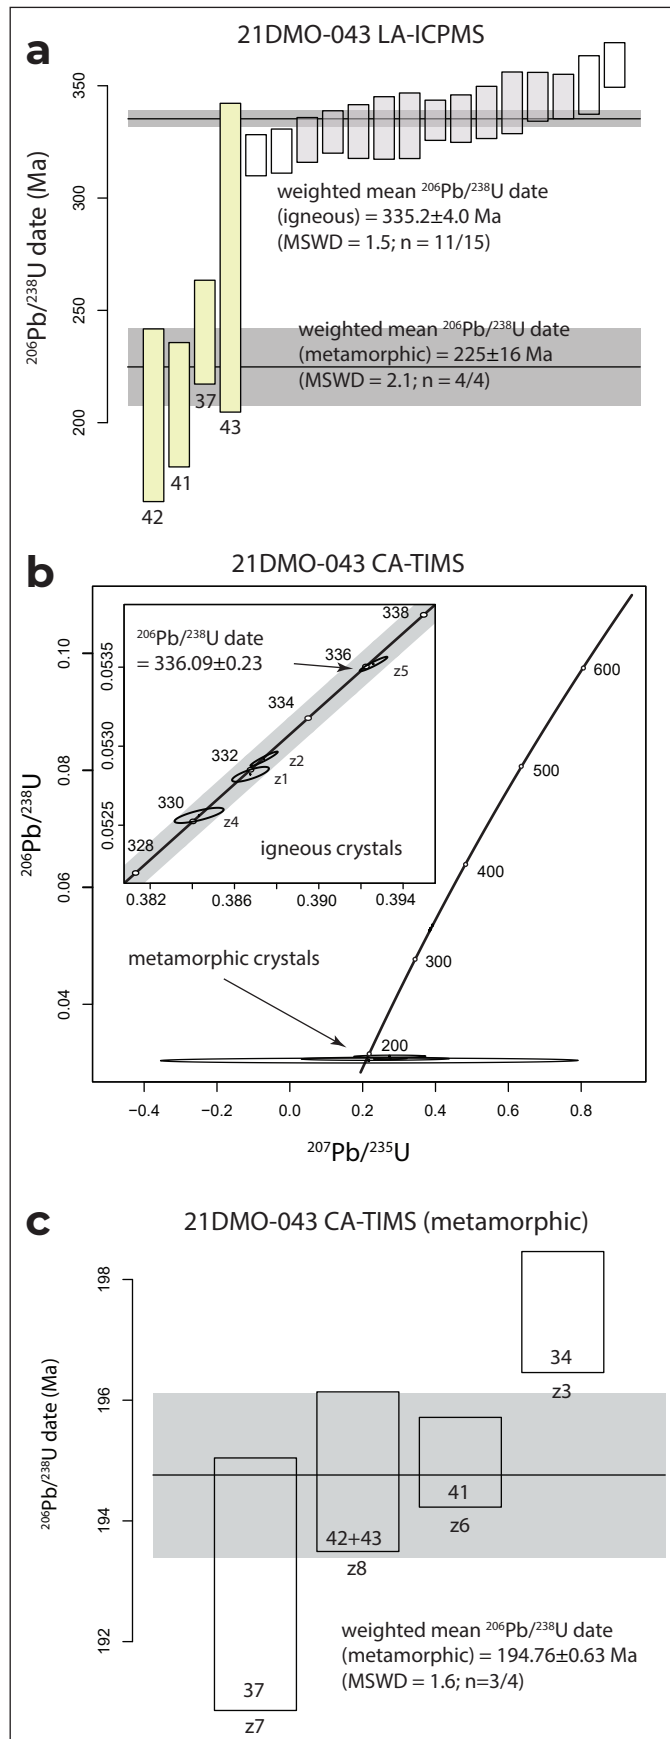 a
21DMO-043 LA-ICPMS
350
300
250
200
²⁰⁶Pb/²³⁸U date (Ma)
weighted mean ²⁰⁶Pb/²³⁸U date
(igneous) = 335.2±4.0 Ma
(MSWD = 1.5; n = 11/15)
weighted mean ²⁰⁶Pb/²³⁸U date
(metamorphic) = 225±16 Ma
(MSWD = 2.1; n = 4/4)
37
43
41
42
b
21DMO-043 CA-TIMS
²⁰⁶Pb/²³⁸U
0.10
0.08
0.06
0.04
²⁰⁶Pb/²³⁸U date
= 336.09±0.23
338
336
334
332
330
328
z5
z2
z1
z4
igneous crystals
0.0535
0.0530
0.0525
0.382
0.386
0.390
0.394
600
500
400
300
200
metamorphic crystals
−0.4
−0.2
0.0
0.2
0.4
0.6
0.8
²⁰⁷Pb/²³⁵U
c
21DMO-043 CA-TIMS (metamorphic)
²⁰⁶Pb/²³⁸U date (Ma)
198
196
194
192
34
z3
41
z6
42+43
z8
37
z7
weighted mean ²⁰⁶Pb/²³⁸U date
(metamorphic) = 194.76±0.63 Ma
(MSWD = 1.6; n=3/4)